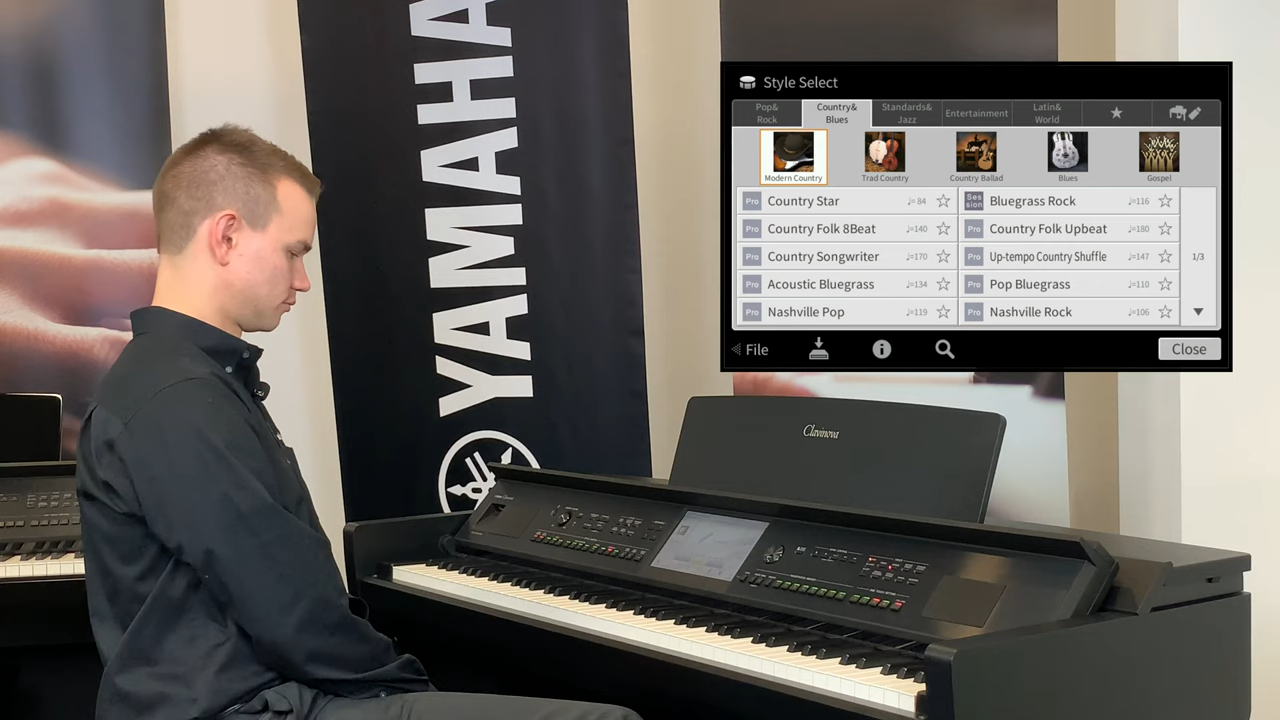 YAMAHA
Style Select
Pop&
Rock
Country&
Blues
Standards&
Jazz
Entertainment
Latin&
World
Modern Country
Trad Country
Country Ballad
Blues
Gospel
Pro Country Star ♩= 84
Session Bluegrass Rock ♩=116
Pro Country Folk 8Beat ♩=140
Pro Country Folk Upbeat ♩=180
Pro Country Songwriter ♩=170
Pro Up-tempo Country Shuffle ♩=147
1/3
Pro Acoustic Bluegrass ♩=134
Pro Pop Bluegrass ♩=110
Pro Nashville Pop ♩=119
Pro Nashville Rock ♩=106
File
Close
Clavinova